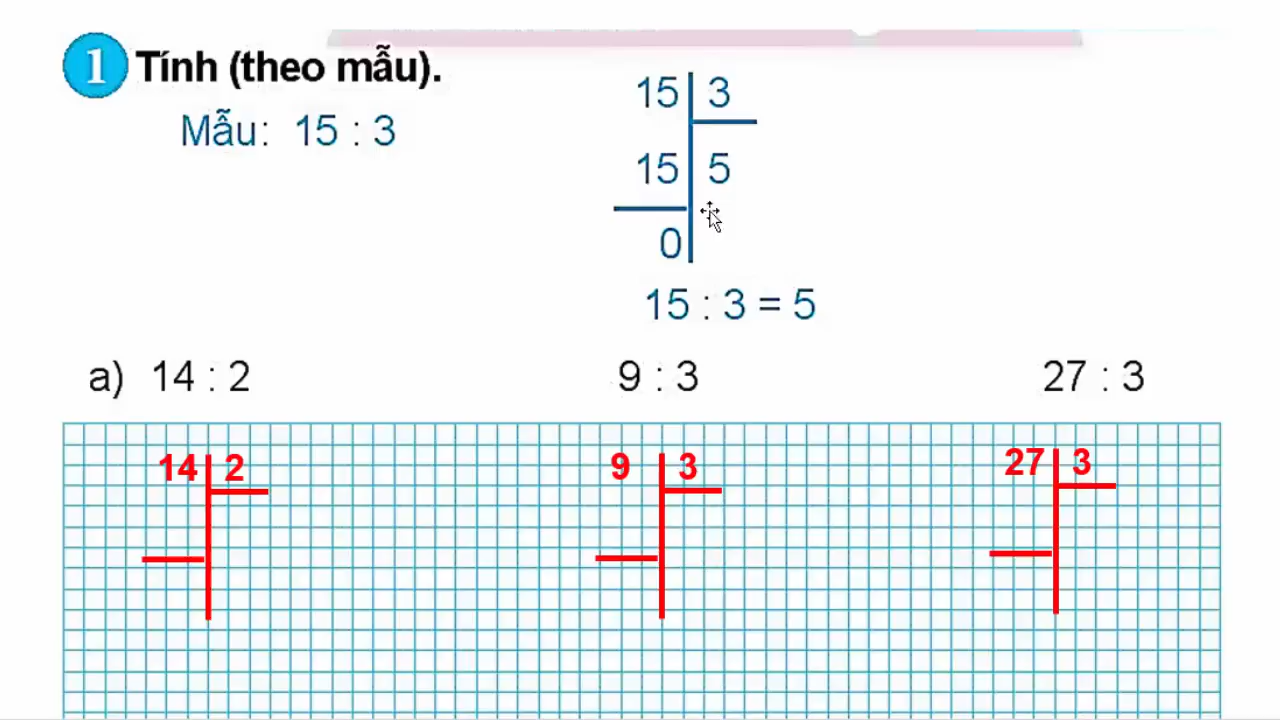 1 Tính (theo mẫu).
Mẫu: 15 : 3
15 3
15 5
0
15 : 3 = 5
a) 14 : 2 9 : 3 27 : 3
14 2 9 3 27 3